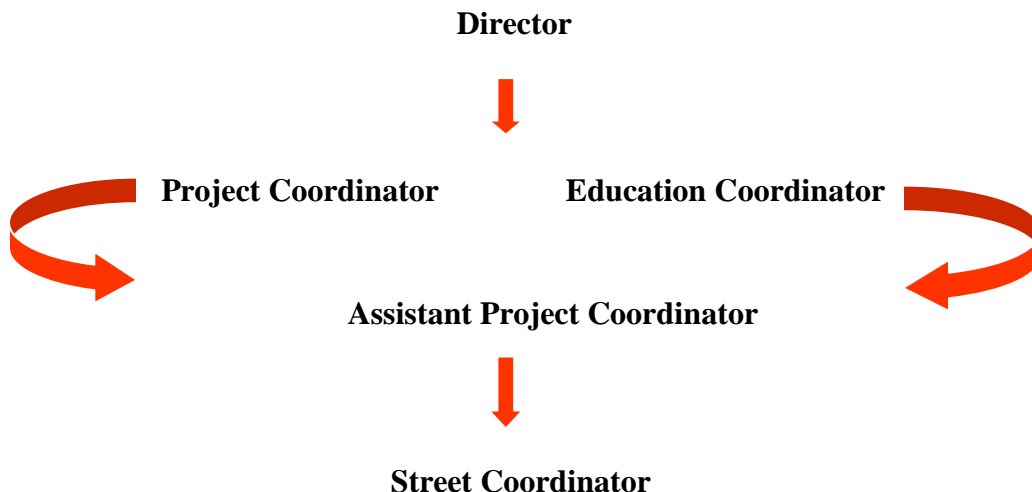 Director
Project Coordinator
Education Coordinator
Assistant Project Coordinator
Street Coordinator